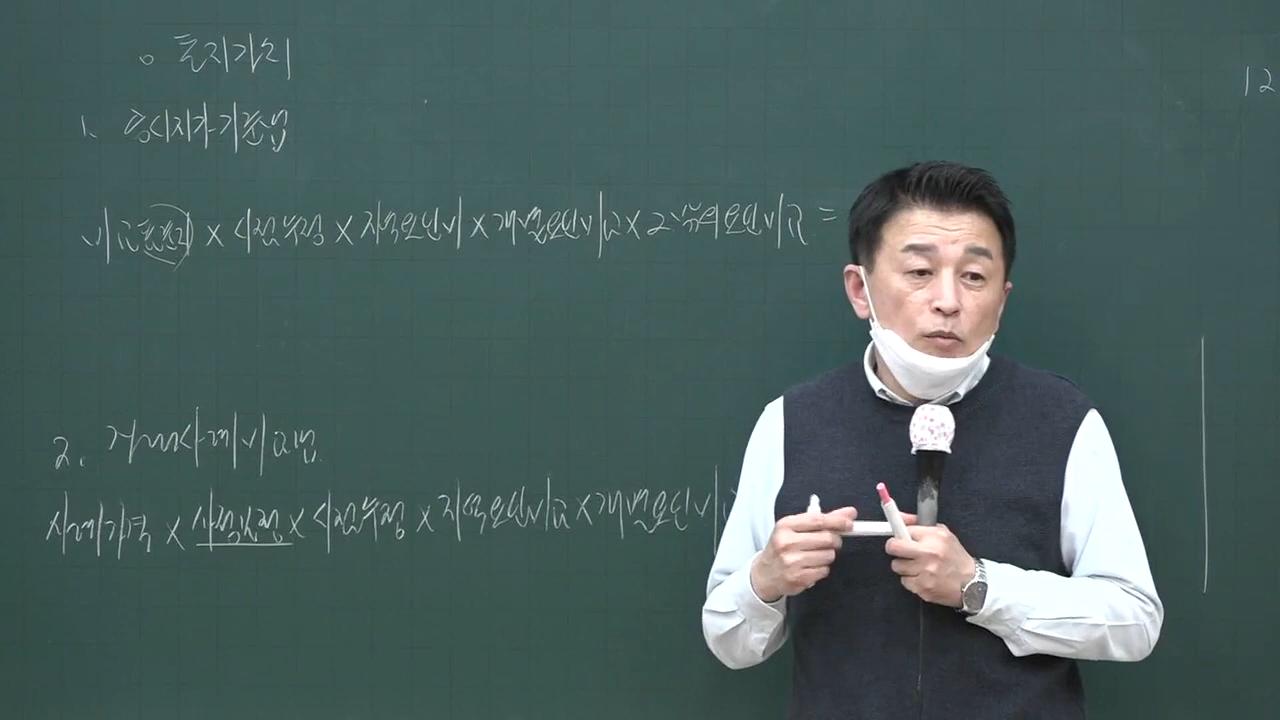 ○ 토지가치
1. 공시지가기준법
비교표준지 × 시점수정 × 지역요인비 × 개별요인비교 × 그 밖의 요인비교 =
2. 거래사례비교법
사례가격 × 사정보정 × 시점수정 × 지역요인비교 × 개별요인비
12